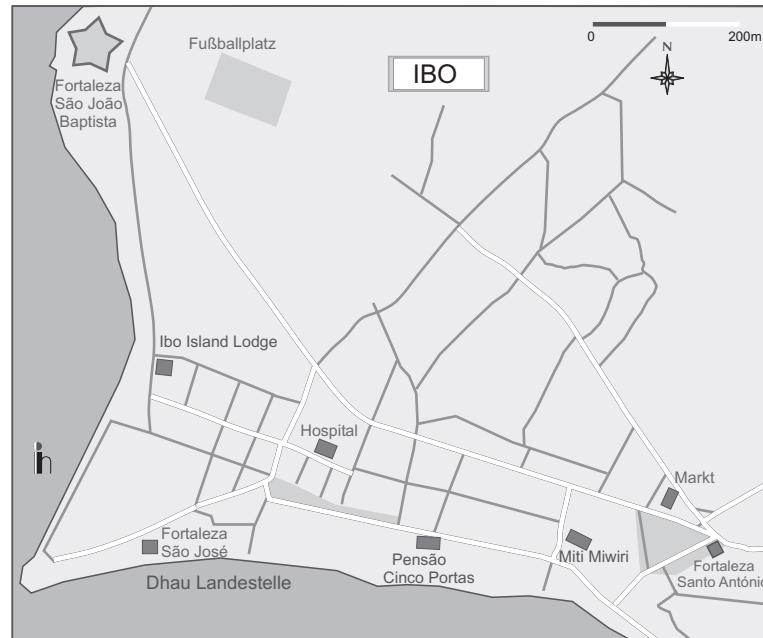 Fußballplatz
IBO
0 200m
N
Fortaleza
São João
Baptista
Ibo Island Lodge
Hospital
Markt
Fortaleza
São José
Pensão
Cinco Portas
Miti Miwiri
Fortaleza
Santo António
Dhau Landestelle